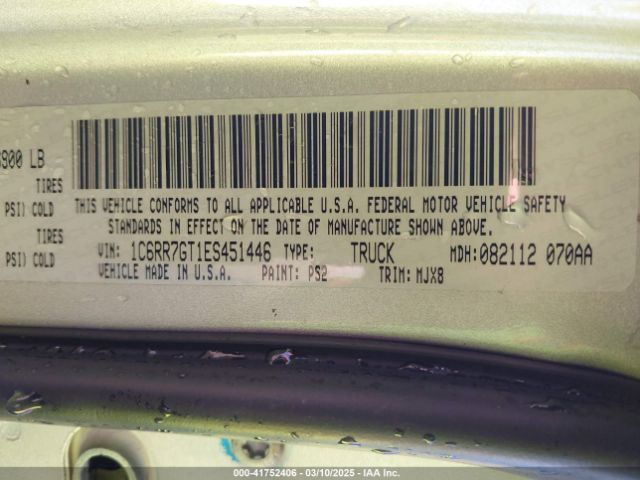 900 LB
TIRES
PSI) COLD
TIRES
PSI) COLD
THIS VEHICLE CONFORMS TO ALL APPLICABLE U.S.A. FEDERAL MOTOR VEHICLE SAFETY
STANDARDS IN EFFECT ON THE DATE OF MANUFACTURE SHOWN ABOVE.
VIN: 1C6RR7GT1ES451446 TYPE: TRUCK MDH: 082112 070AA
VEHICLE MADE IN U.S.A. PAINT: PS2 TRIM: MJX8
000-41752406 — 03/10/2025 — IAA Inc.